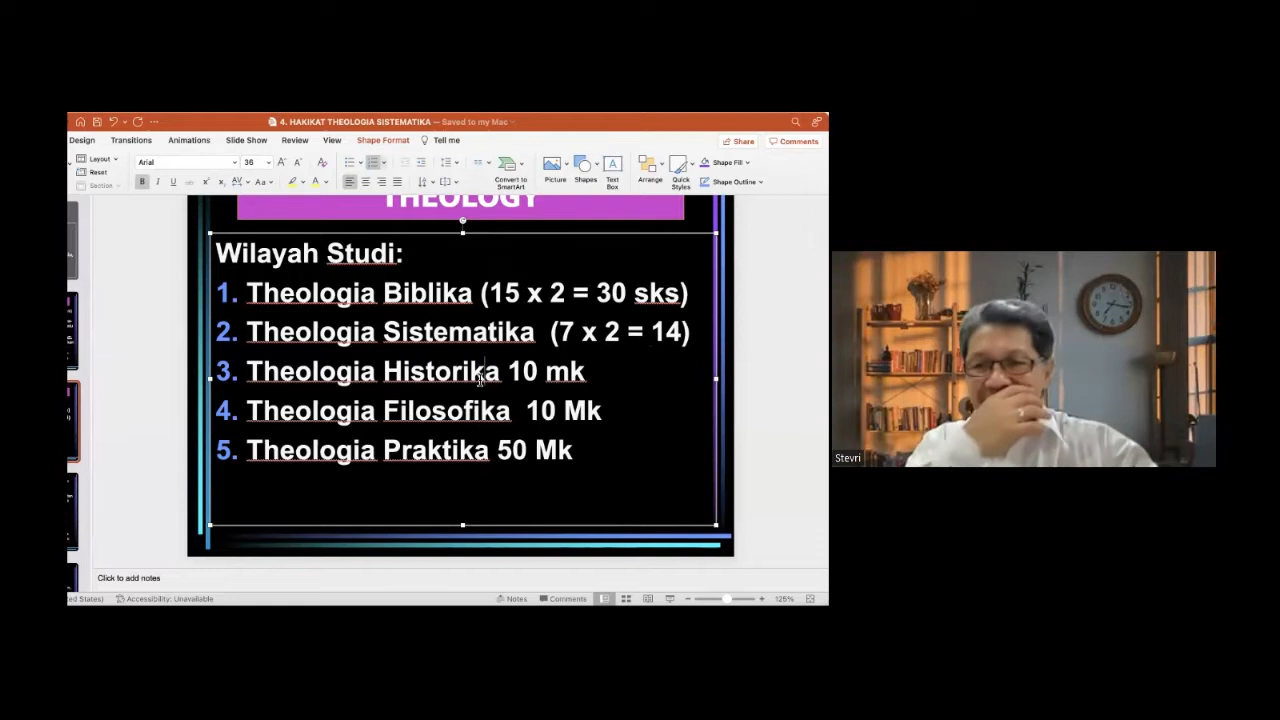 4. HAKIKAT THEOLOGIA SISTEMATIKA — Saved to my Mac
Design Transitions Animations Slide Show Review View Shape Format Tell me Share Comments
Layout Reset Section
Arial 36
Convert to SmartArt Picture Shapes Text Box Arrange Quick Styles Shape Fill Shape Outline
THEOLOGY
Wilayah Studi:
1. Theologia Biblika (15 x 2 = 30 sks)
2. Theologia Sistematika (7 x 2 = 14)
3. Theologia Historika 10 mk
4. Theologia Filosofika 10 Mk
5. Theologia Praktika 50 Mk
Stevri
Click to add notes
ed States) Accessibility: Unavailable Notes Comments 125%